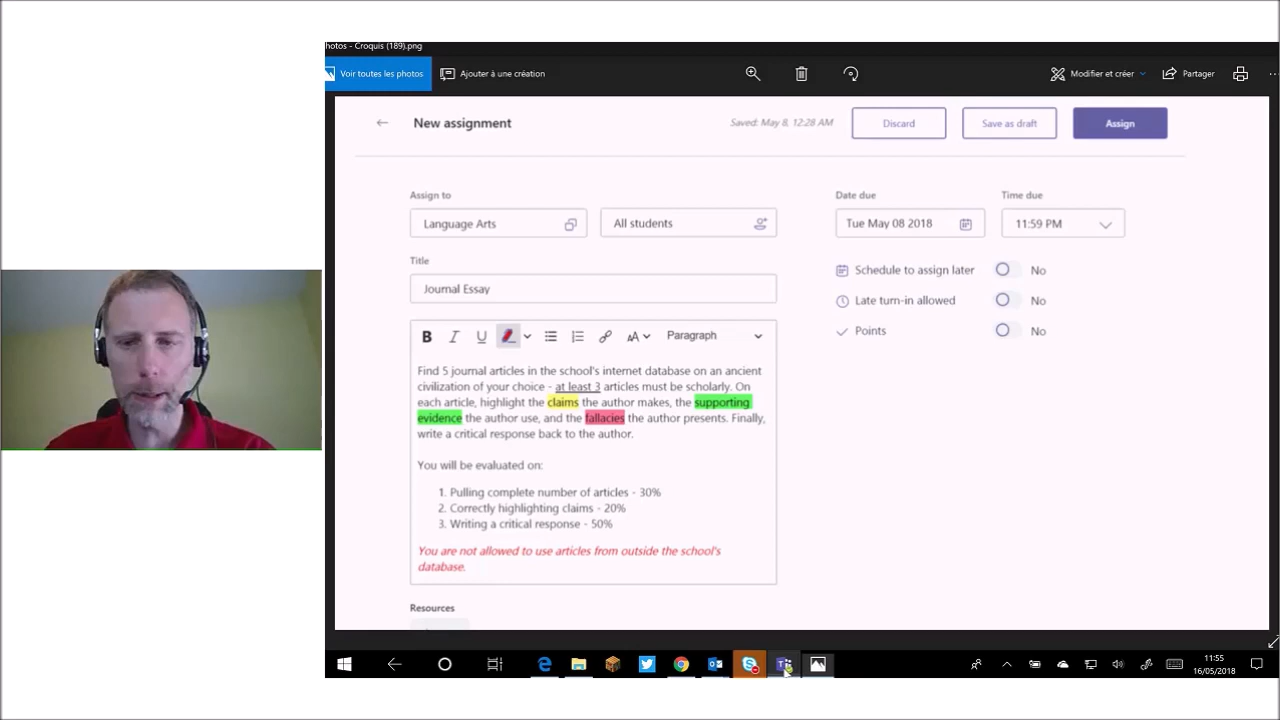 hotos - Croquis (189).png
Voir toutes les photos
Ajouter à une création
Modifier et créer
Partager
New assignment
Saved: May 8, 12:28 AM
Discard
Save as draft
Assign
Assign to
Date due
Time due
Language Arts
All students
Tue May 08 2018
11:59 PM
Title
Schedule to assign later
No
Journal Essay
Late turn-in allowed
No
Points
No
B I U AA Paragraph
Find 5 journal articles in the school's internet database on an ancient
civilization of your choice - at least 3 articles must be scholarly. On
each article, highlight the claims the author makes, the supporting
evidence the author use, and the fallacies the author presents. Finally,
write a critical response back to the author.
You will be evaluated on:
1. Pulling complete number of articles - 30%
2. Correctly highlighting claims - 20%
3. Writing a critical response - 50%
You are not allowed to use articles from outside the school's
database.
Resources
11:55
16/05/2018